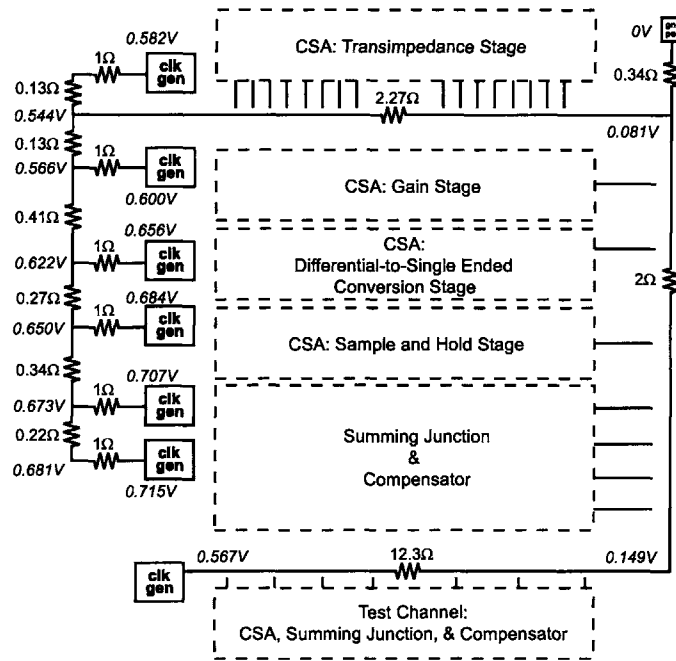 0.582V
1Ω
clk
gen
0.13Ω
0.544V
CSA: Transimpedance Stage
2.27Ω
0V
0.34Ω
0.081V
0.13Ω
0.566V
1Ω
clk
gen
0.600V
CSA: Gain Stage
0.41Ω
0.656V
1Ω
clk
gen
0.622V
CSA:
Differential-to-Single Ended
Conversion Stage
2Ω
0.27Ω
0.684V
1Ω
clk
gen
0.650V
CSA: Sample and Hold Stage
0.34Ω
0.707V
1Ω
clk
gen
0.673V
0.22Ω
1Ω
clk
gen
0.681V
0.715V
Summing Junction
&
Compensator
clk
gen
0.567V
12.3Ω
0.149V
Test Channel:
CSA, Summing Junction, & Compensator